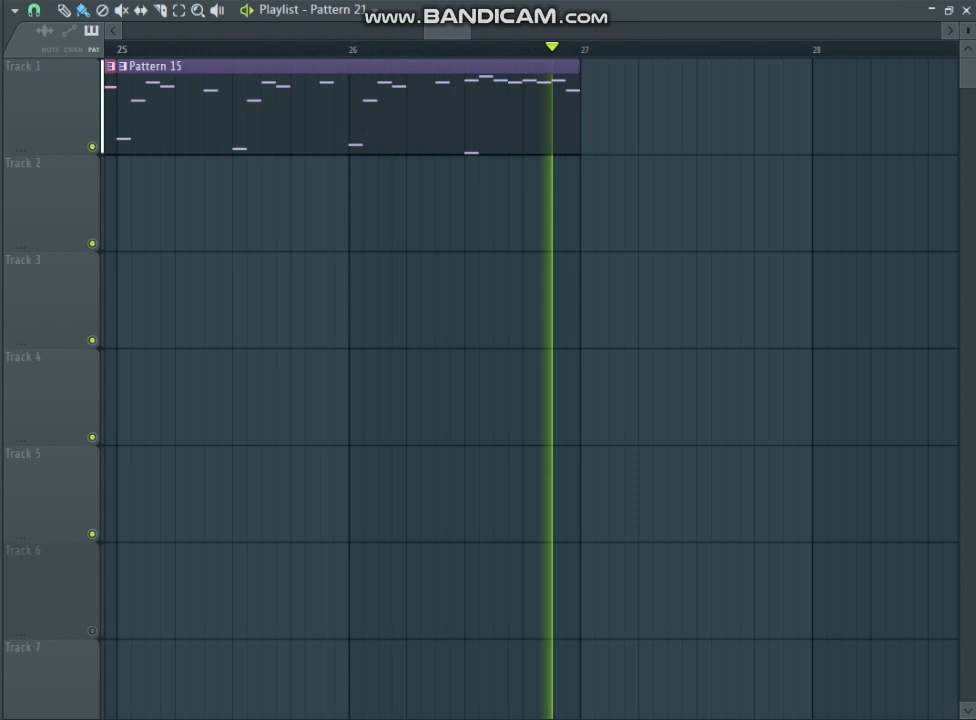 Playlist - Pattern 21
www.BANDICAM.com
NOTE CHAN PAT
25 26 27 28
Track 1
Pattern 15
Track 2
Track 3
Track 4
Track 5
Track 6
Track 7